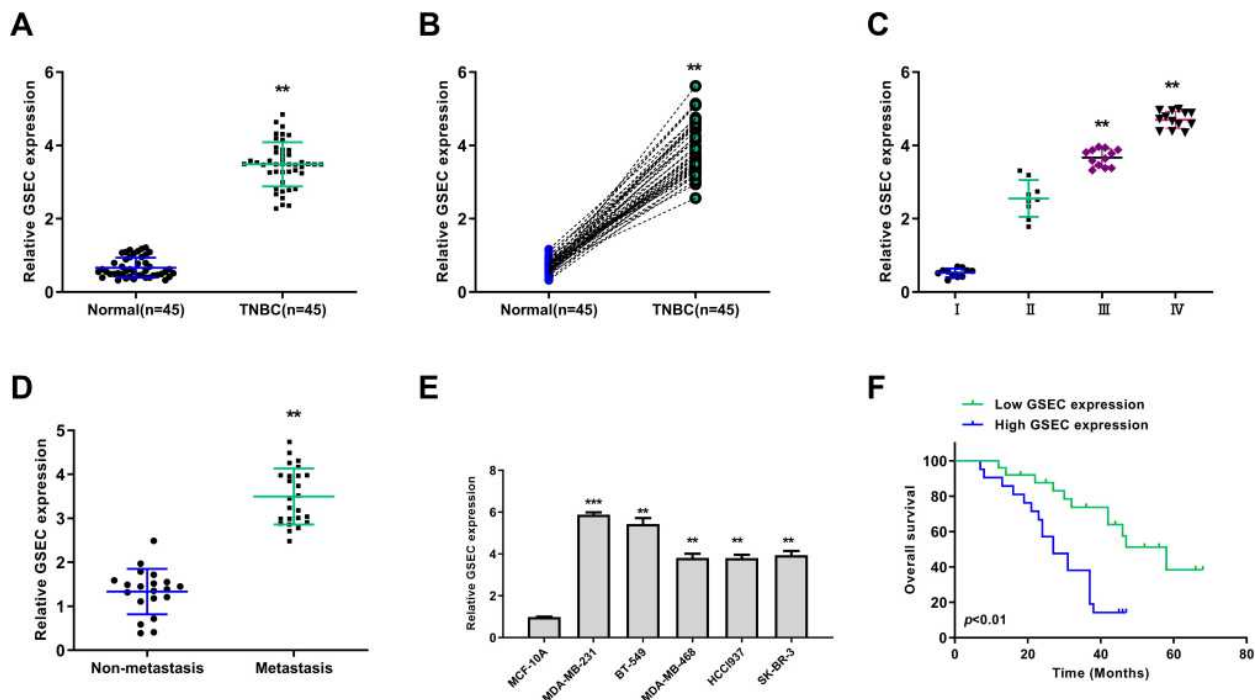 A
Relative GSEC expression
6
4
2
0
**
Normal(n=45)
TNBC(n=45)
B
Relative GSEC expression
6
4
2
0
**
Normal(n=45)
TNBC(n=45)
C
Relative GSEC expression
6
4
2
0
**
**
Ⅰ
Ⅱ
Ⅲ
Ⅳ
D
Relative GSEC expression
5
4
3
2
1
0
**
Non-metastasis
Metastasis
E
Relative GSEC expression
8
6
4
2
0
***
**
**
**
**
MCF-10A
MDA-MB-231
BT-549
MDA-MB-468
HCCI937
SK-BR-3
F
Low GSEC expression
High GSEC expression
Overall survival
100
80
60
40
20
0
p<0.01
0
20
40
60
80
Time (Months)